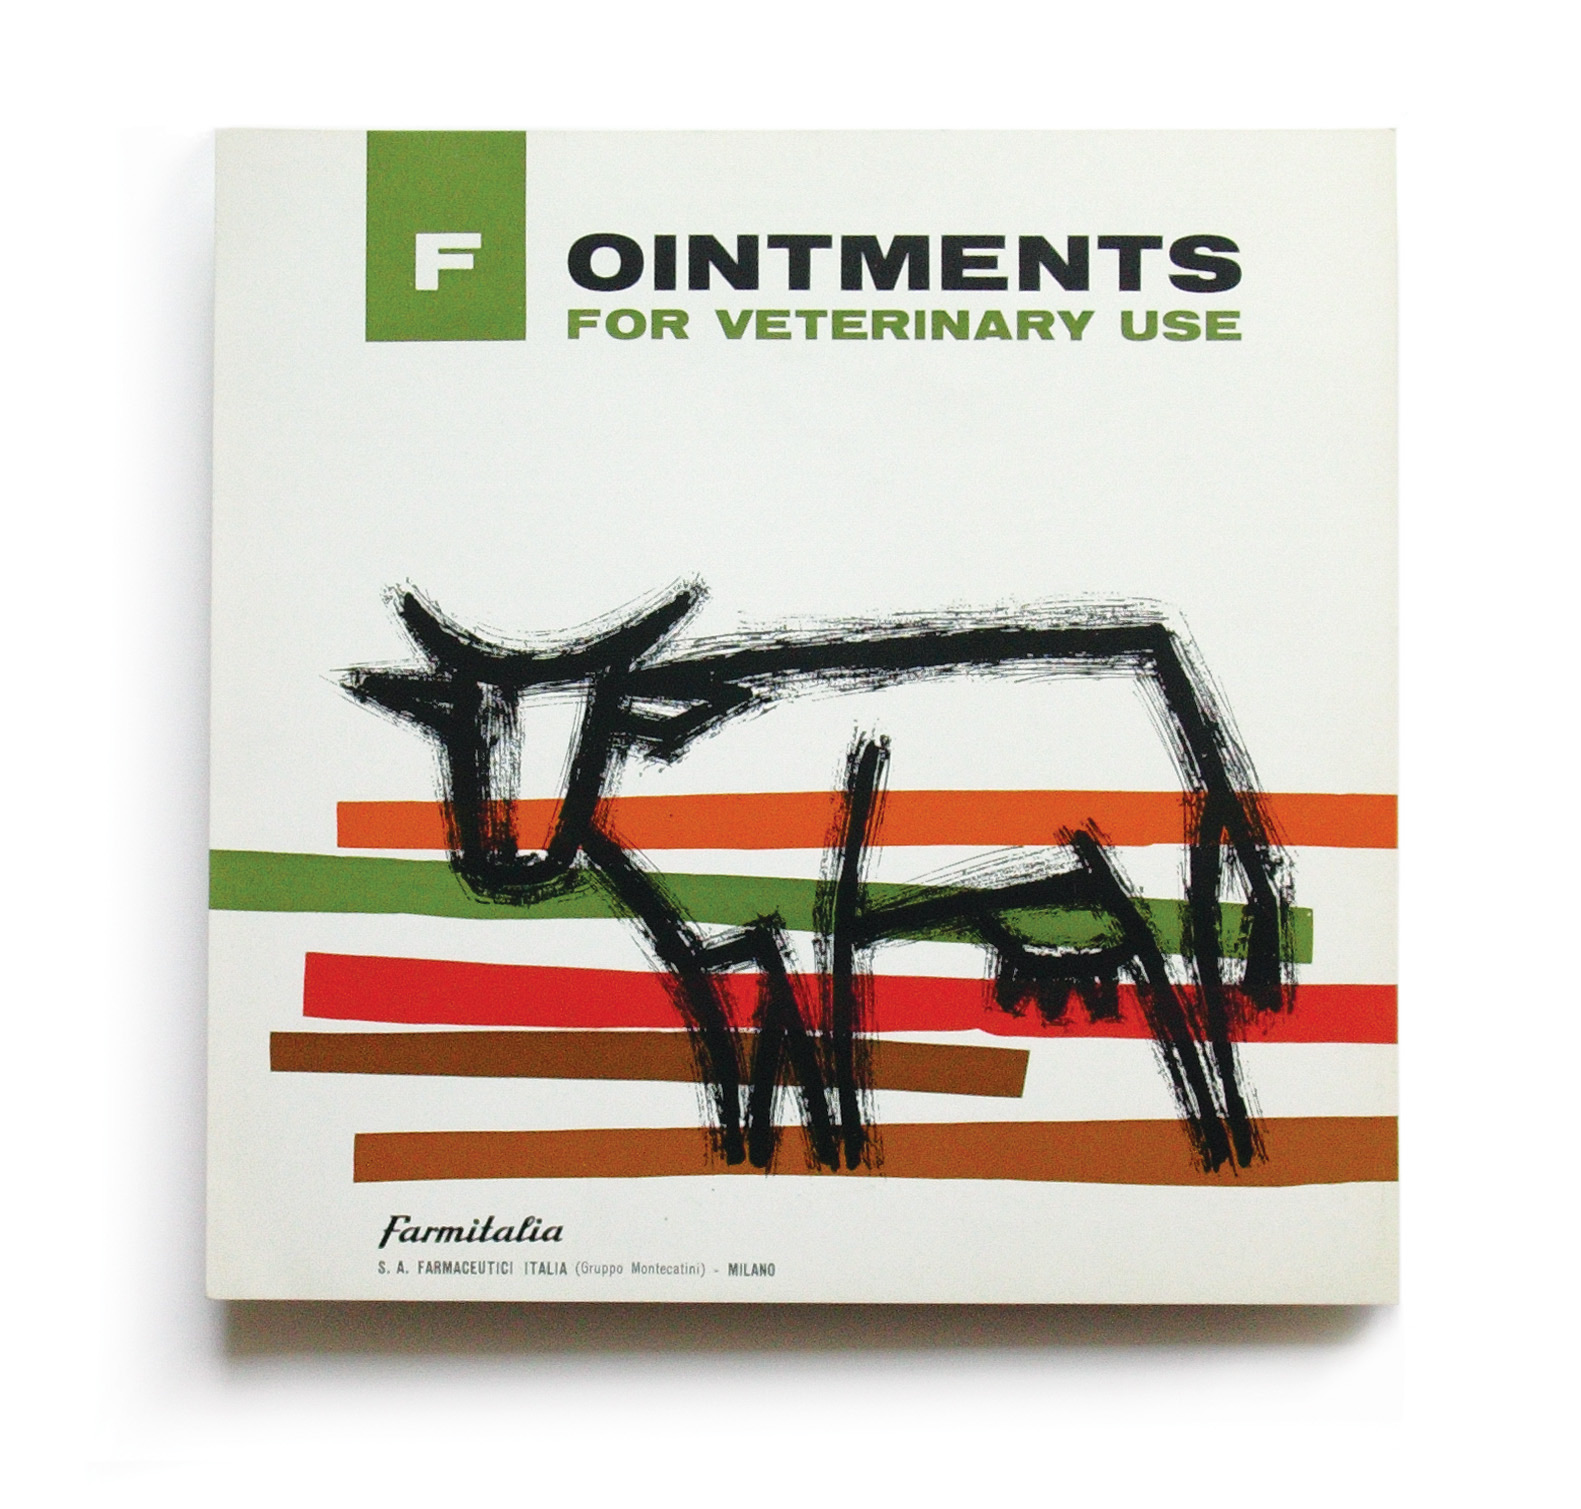 F
OINTMENTS
FOR VETERINARY USE
Farmitalia
S. A. FARMACEUTICI ITALIA (Gruppo Montecatini) - MILANO